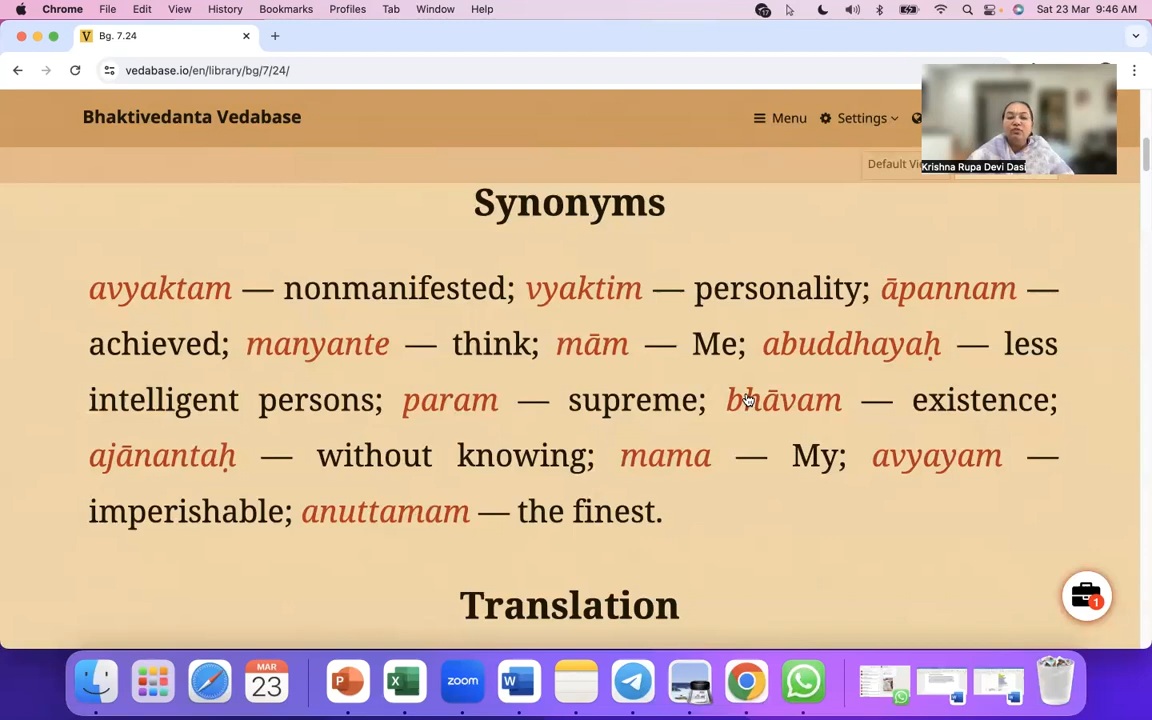 Chrome File Edit View History Bookmarks Profiles Tab Window Help 17 Sat 23 Mar 9:46 AM
V Bg. 7.24
vedabase.io/en/library/bg/7/24/
Bhaktivedanta Vedabase Menu Settings
Default Vi
Krishna Rupa Devi Dasi
Synonyms
avyaktam — nonmanifested; vyaktim — personality; āpannam —
achieved; manyante — think; mām — Me; abuddhayaḥ — less
intelligent persons; param — supreme; bhāvam — existence;
ajānantaḥ — without knowing; mama — My; avyayam —
imperishable; anuttamam — the finest.
1
Translation
MAR
23 P X zoom W